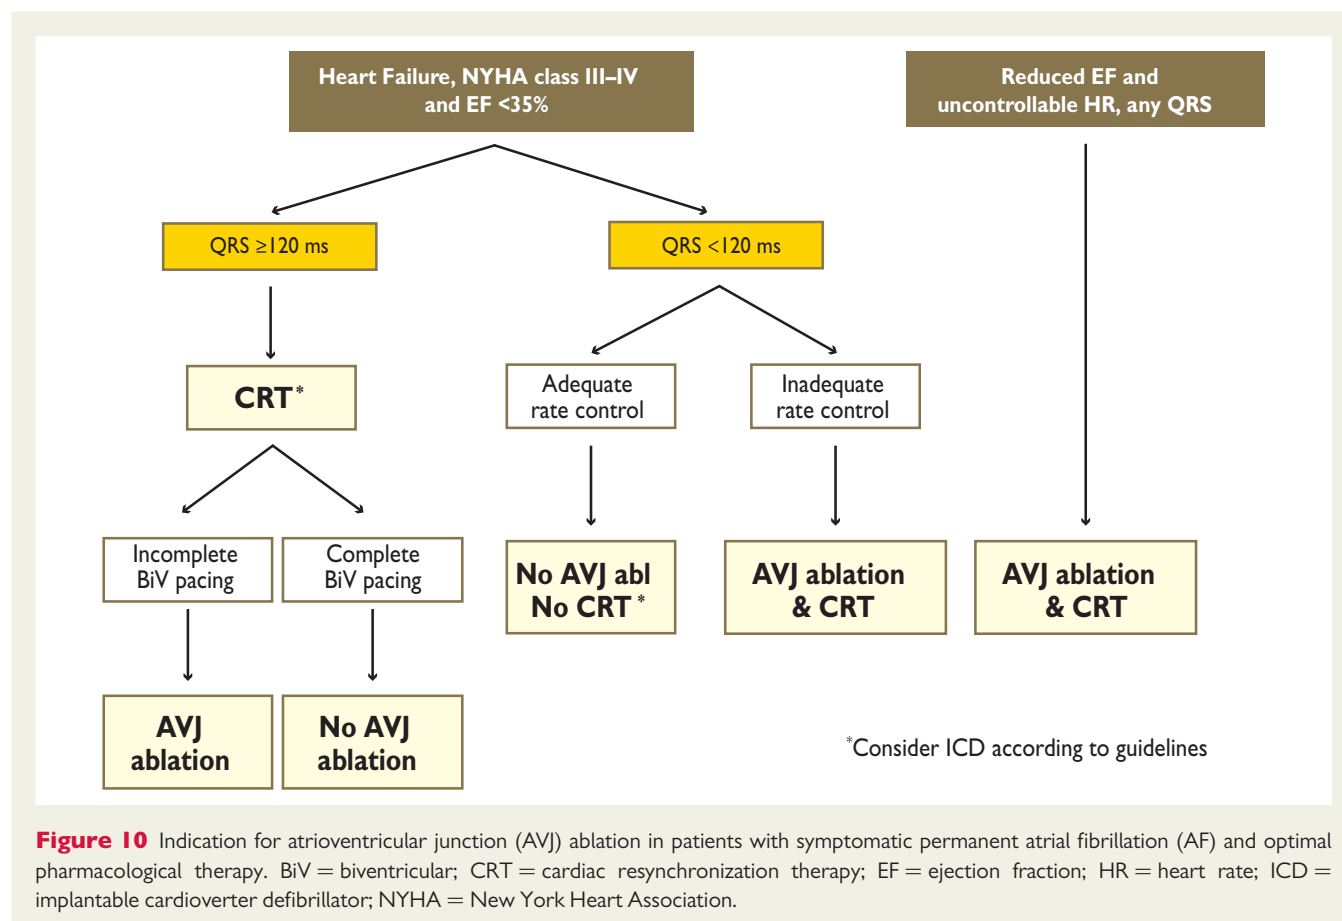 Heart Failure, NYHA class III–IV
and EF <35%
Reduced EF and
uncontrollable HR, any QRS
QRS ≥120 ms
QRS <120 ms
CRT*
Adequate
rate control
Inadequate
rate control
Incomplete
BiV pacing
Complete
BiV pacing
No AVJ abl
No CRT*
AVJ ablation
& CRT
AVJ ablation
& CRT
AVJ
ablation
No AVJ
ablation
*Consider ICD according to guidelines
Figure 10 Indication for atrioventricular junction (AVJ) ablation in patients with symptomatic permanent atrial fibrillation (AF) and optimal
pharmacological therapy. BiV = biventricular; CRT = cardiac resynchronization therapy; EF = ejection fraction; HR = heart rate; ICD =
implantable cardioverter defibrillator; NYHA = New York Heart Association.